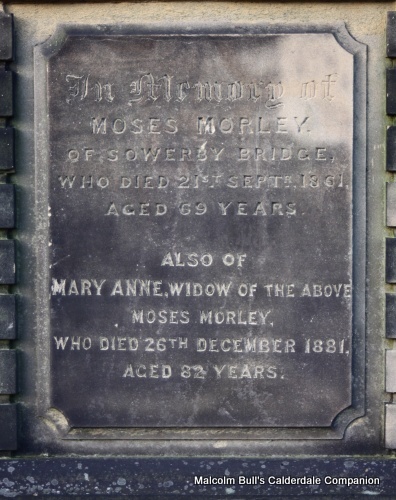 In Memory of
MOSES MORLEY.
OF SOWERBY BRIDGE,
WHO DIED 21ST SEPTR. 1861,
AGED 69 YEARS.
ALSO OF
MARY ANNE, WIDOW OF THE ABOVE
MOSES MORLEY,
WHO DIED 26TH DECEMBER 1881,
AGED 82 YEARS.
Malcolm Bull's Calderdale Companion